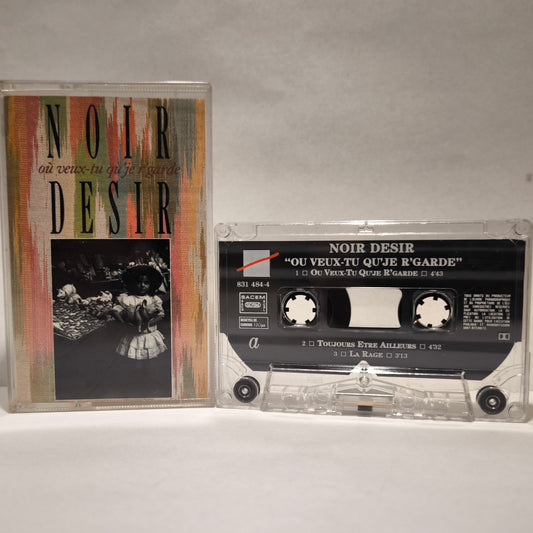 NOIR
où veux-tu qu'je r'garde
DESIR
NOIR DESIR
"OU VEUX-TU QU'JE R'GARDE"
831 484-4
1 □ OU VEUX-TU QU'JE R'GARDE □ 4'43
SACEM
a
2 □ TOUJOURS ETRE AILLEURS □ 4'32
3 □ LA RAGE □ 3'13